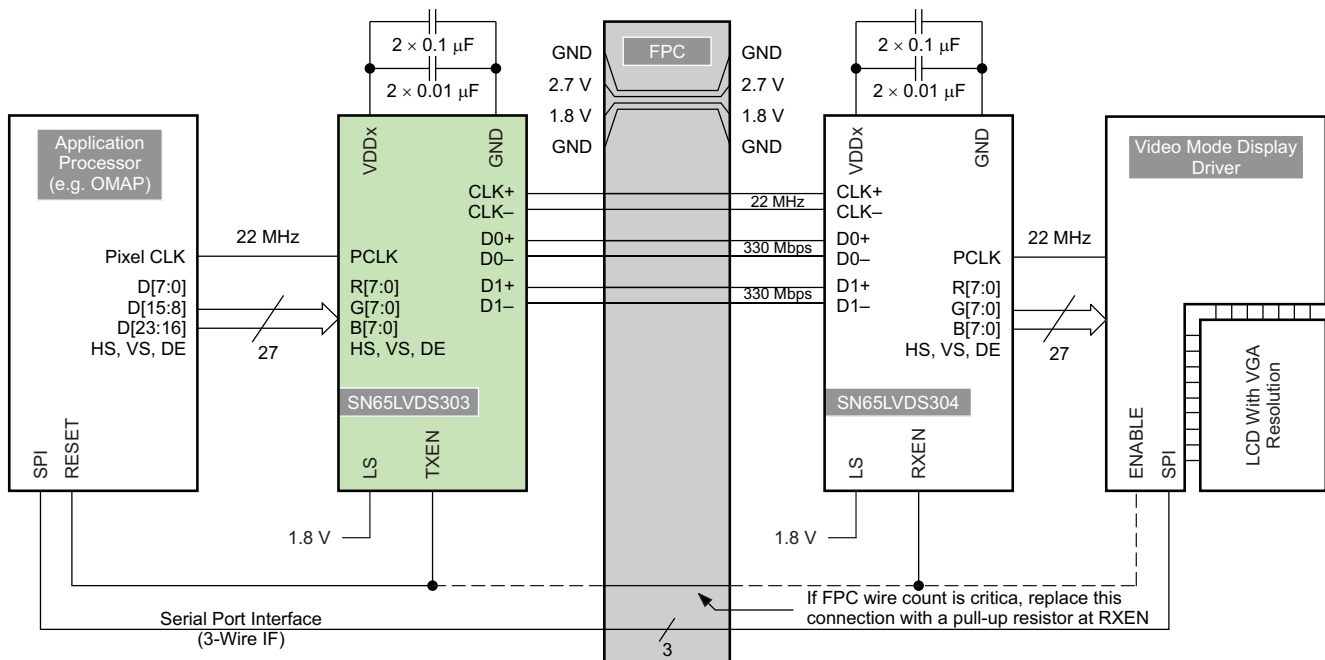 2 × 0.1 μF
2 × 0.01 μF
VDDx
GND
GND
2.7 V
1.8 V
GND
FPC
GND
2.7 V
1.8 V
GND
2 × 0.1 μF
2 × 0.01 μF
VDDx
GND
Application
Processor
(e.g. OMAP)
Pixel CLK
D[7:0]
D[15:8]
D[23:16]
HS, VS, DE
SPI
RESET
22 MHz
27
PCLK
R[7:0]
G[7:0]
B[7:0]
HS, VS, DE
CLK+
CLK–
D0+
D0–
D1+
D1–
SN65LVDS303
LS
TXEN
1.8 V
22 MHz
330 Mbps
330 Mbps
CLK+
CLK–
D0+
D0–
D1+
D1–
PCLK
R[7:0]
G[7:0]
B[7:0]
HS, VS, DE
SN65LVDS304
LS
RXEN
1.8 V
22 MHz
27
Video Mode Display
Driver
LCD With VGA
Resolution
ENABLE
SPI
If FPC wire count is critica, replace this
connection with a pull-up resistor at RXEN
Serial Port Interface
(3-Wire IF)
3